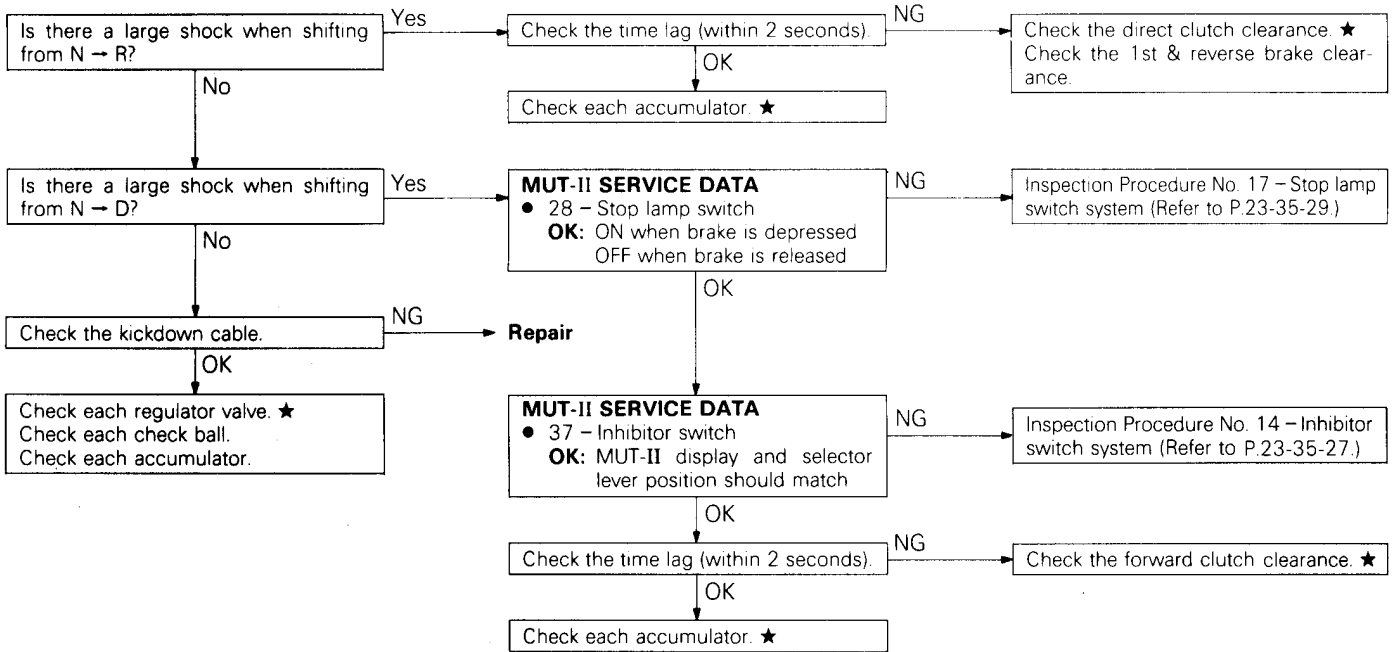 Is there a large shock when shifting
from N → R?
Yes
Check the time lag (within 2 seconds).
NG
Check the direct clutch clearance. ★
Check the 1st & reverse brake clear-
ance.
No
OK
Check each accumulator. ★
Is there a large shock when shifting
from N → D?
Yes
MUT-II SERVICE DATA
● 28 – Stop lamp switch
OK: ON when brake is depressed
OFF when brake is released
NG
Inspection Procedure No. 17 – Stop lamp
switch system (Refer to P.23-35-29.)
No
OK
Check the kickdown cable.
NG
Repair
OK
Check each regulator valve. ★
Check each check ball.
Check each accumulator.
MUT-II SERVICE DATA
● 37 – Inhibitor switch
OK: MUT-II display and selector
lever position should match
NG
Inspection Procedure No. 14 – Inhibitor
switch system (Refer to P.23-35-27.)
OK
Check the time lag (within 2 seconds).
NG
Check the forward clutch clearance. ★
OK
Check each accumulator. ★